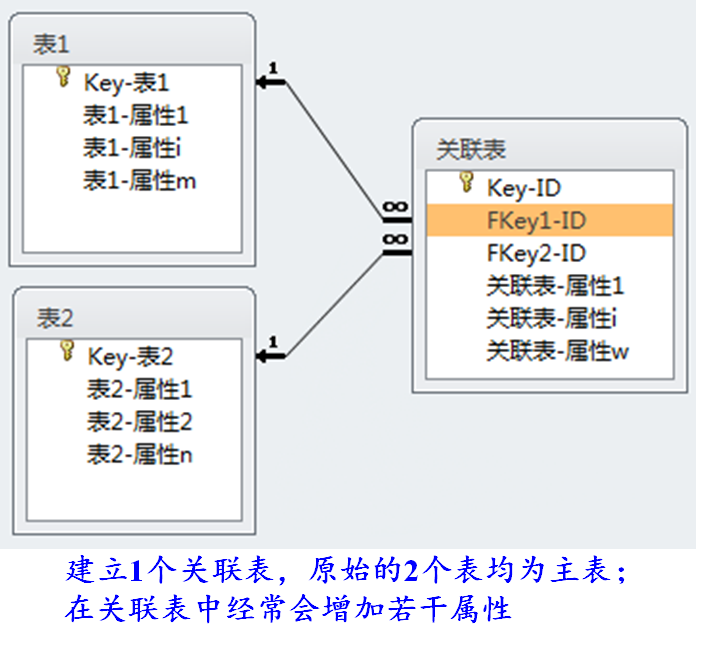 表1
Key-表1
表1-属性1
表1-属性i
表1-属性m
1
表2
Key-表2
表2-属性1
表2-属性2
表2-属性n
1
关联表
∞
∞
Key-ID
FKey1-ID
FKey2-ID
关联表-属性1
关联表-属性i
关联表-属性w
建立1个关联表，原始的2个表均为主表；
在关联表中经常会增加若干属性